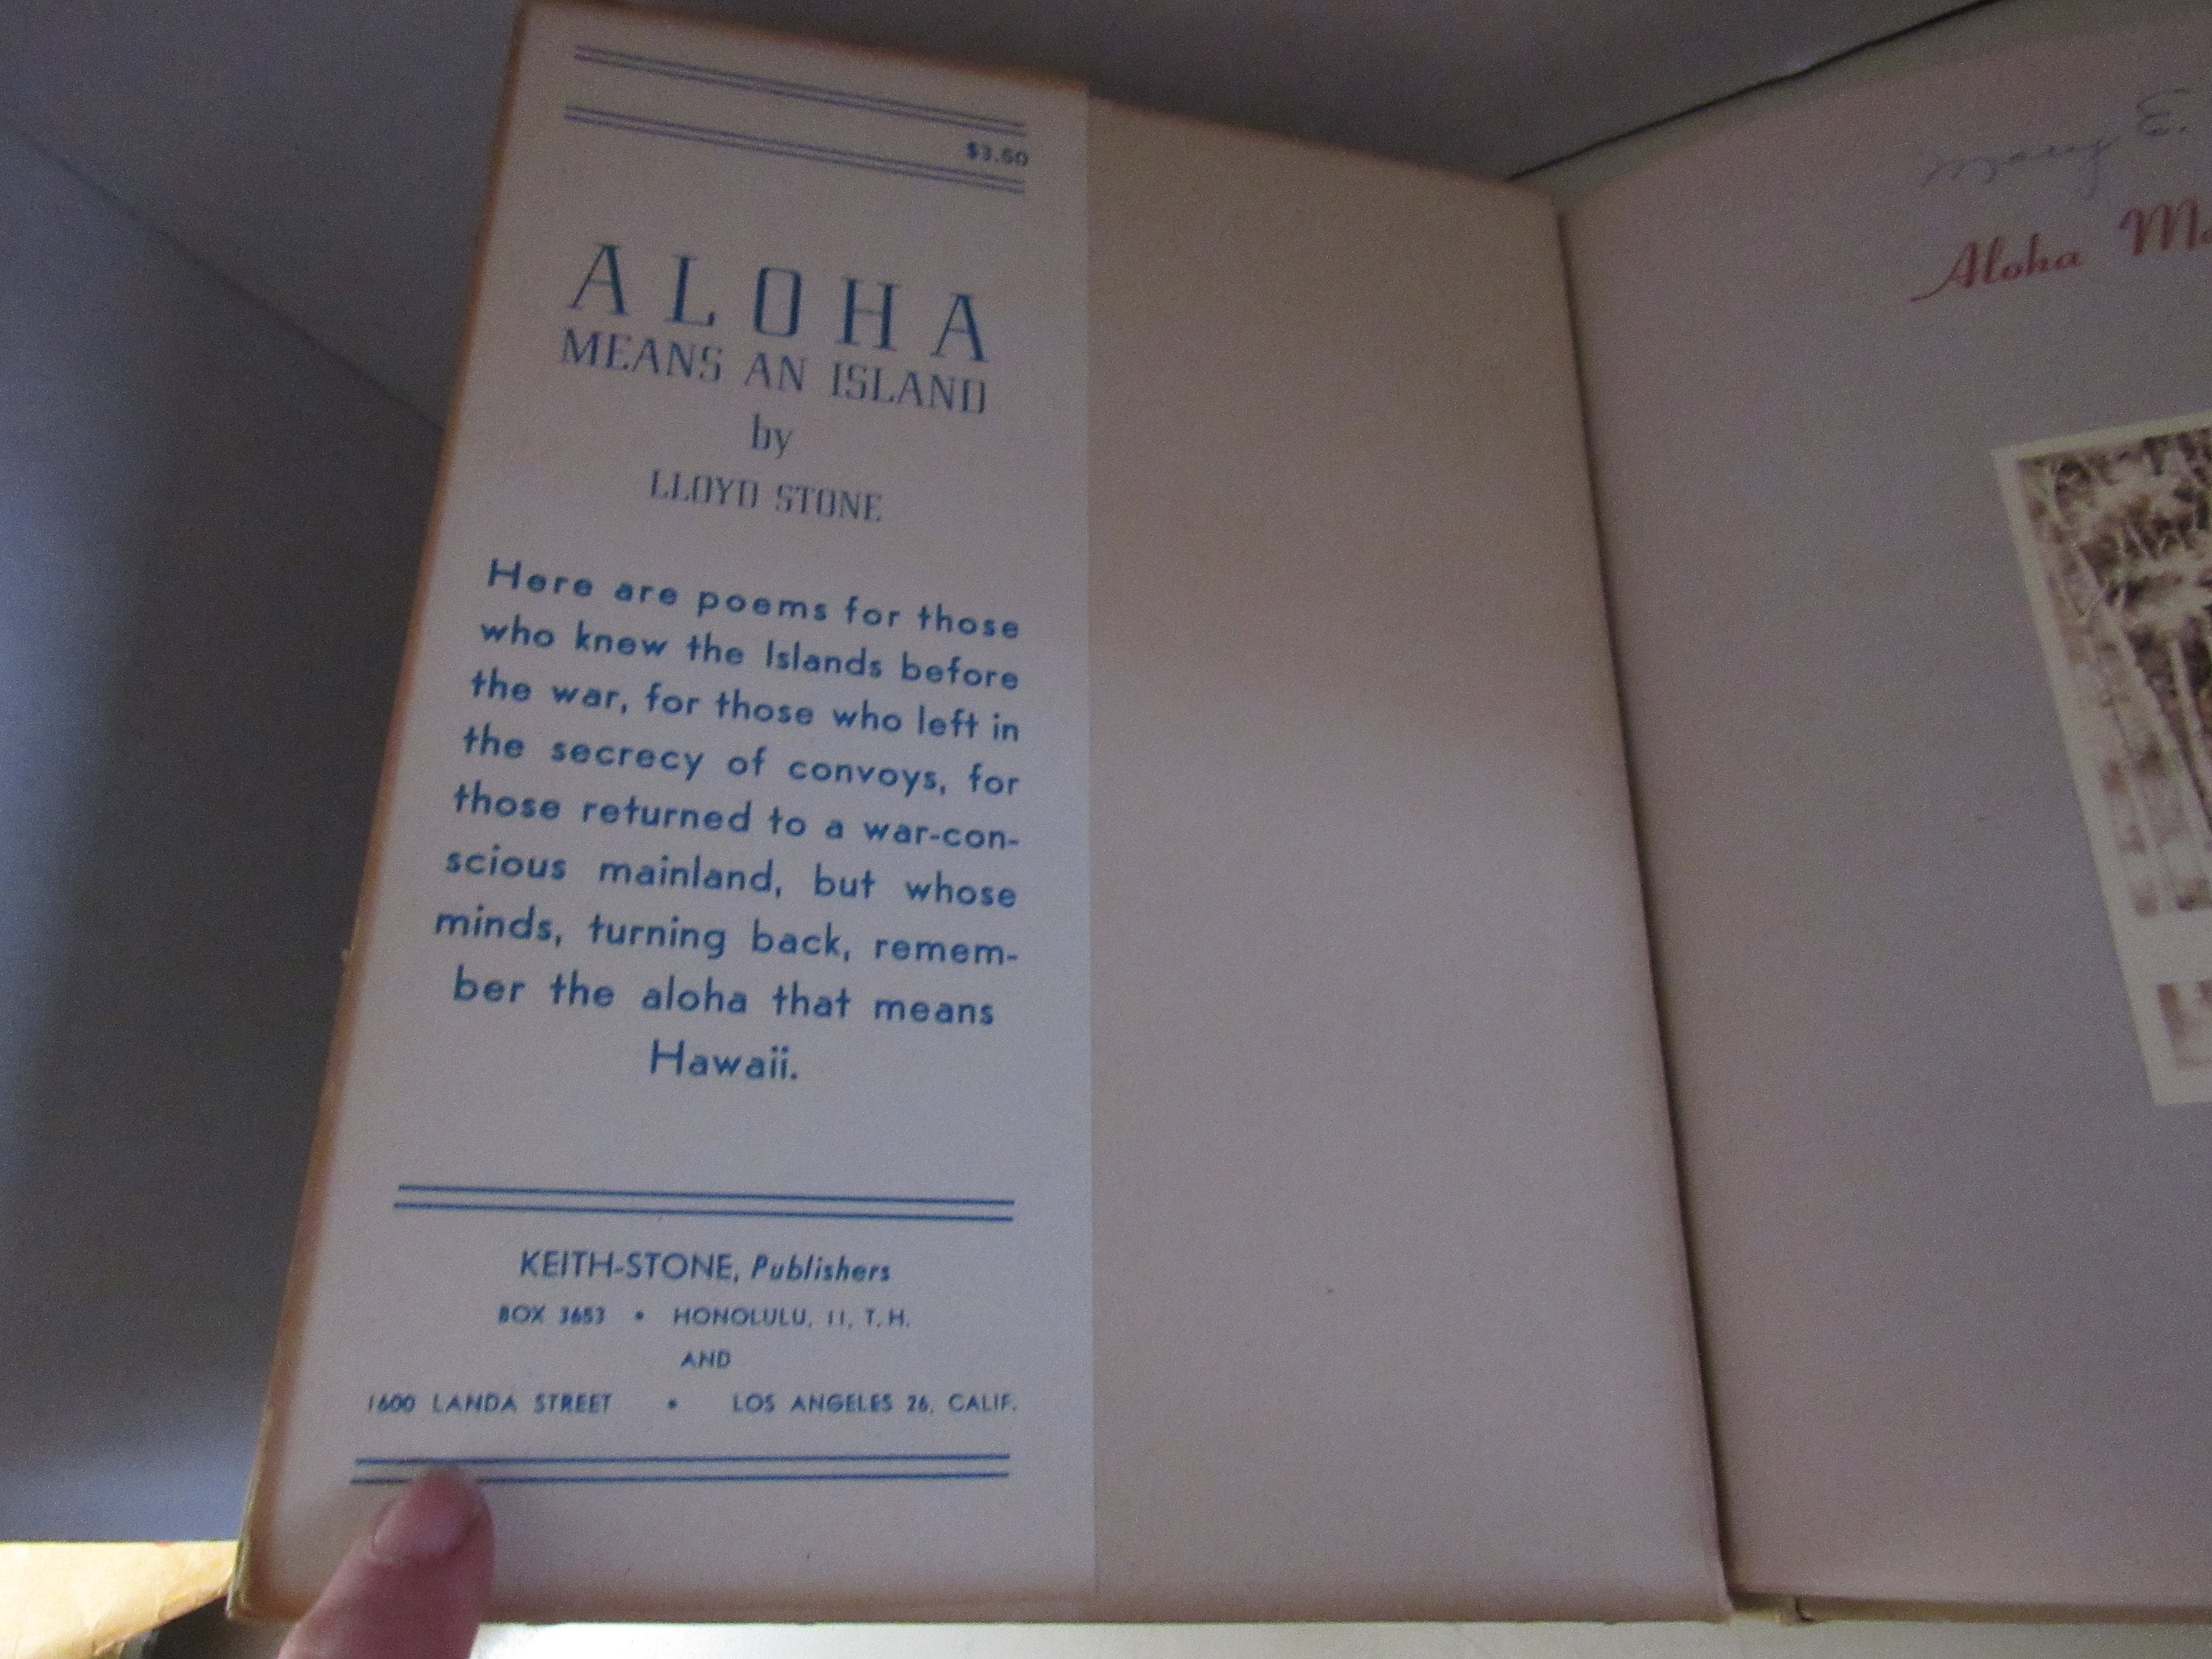 $3.50
ALOHA
MEANS AN ISLAND
by
LLOYD STONE
Here are poems for those
who knew the Islands before
the war, for those who left in
the secrecy of convoys, for
those returned to a war-con-
scious mainland, but whose
minds, turning back, remem-
ber the aloha that means
Hawaii.
KEITH-STONE, Publishers
BOX 3653 • HONOLULU, 11, T. H.
AND
1600 LANDA STREET • LOS ANGELES 26, CALIF.
E.
Aloha